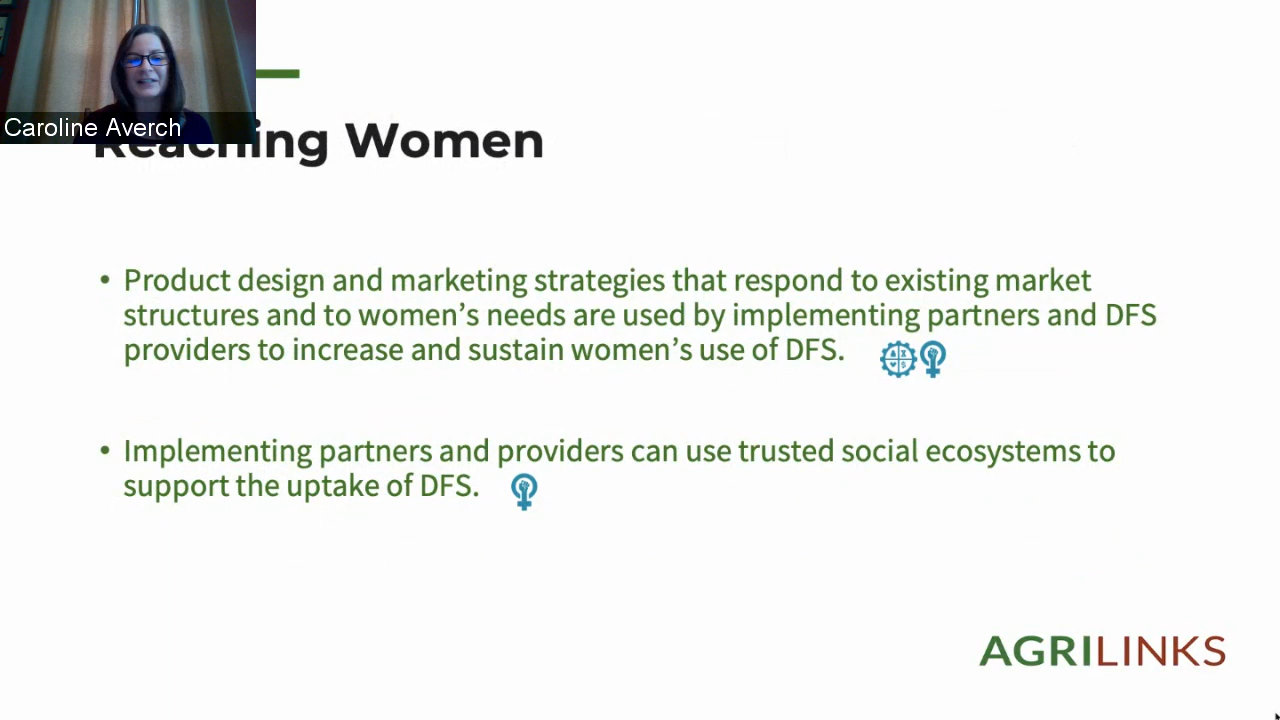 Caroline Averch
Reaching Women
• Product design and marketing strategies that respond to existing market
structures and to women’s needs are used by implementing partners and DFS
providers to increase and sustain women’s use of DFS.
• Implementing partners and providers can use trusted social ecosystems to
support the uptake of DFS.
AGRILINKS